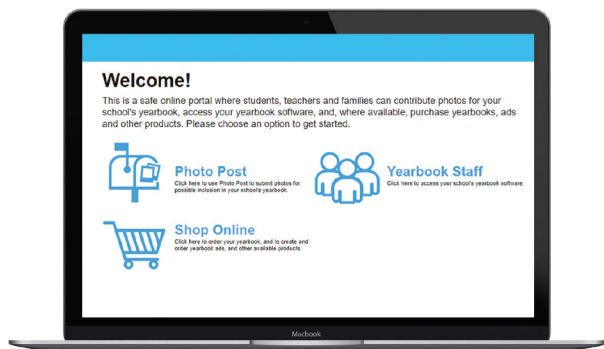 Welcome!
This is a safe online portal where students, teachers and families can contribute photos for your
school's yearbook, access your yearbook software, and, where available, purchase yearbooks, ads
and other products. Please choose an option to get started.
Photo Post
Click here to use Photo Post to submit photos for
possible inclusion in your school's yearbook.
Yearbook Staff
Click here to access your school's yearbook software.
Shop Online
Click here to order your yearbook, and to create and
order yearbook ads, and other available products.
Macbook